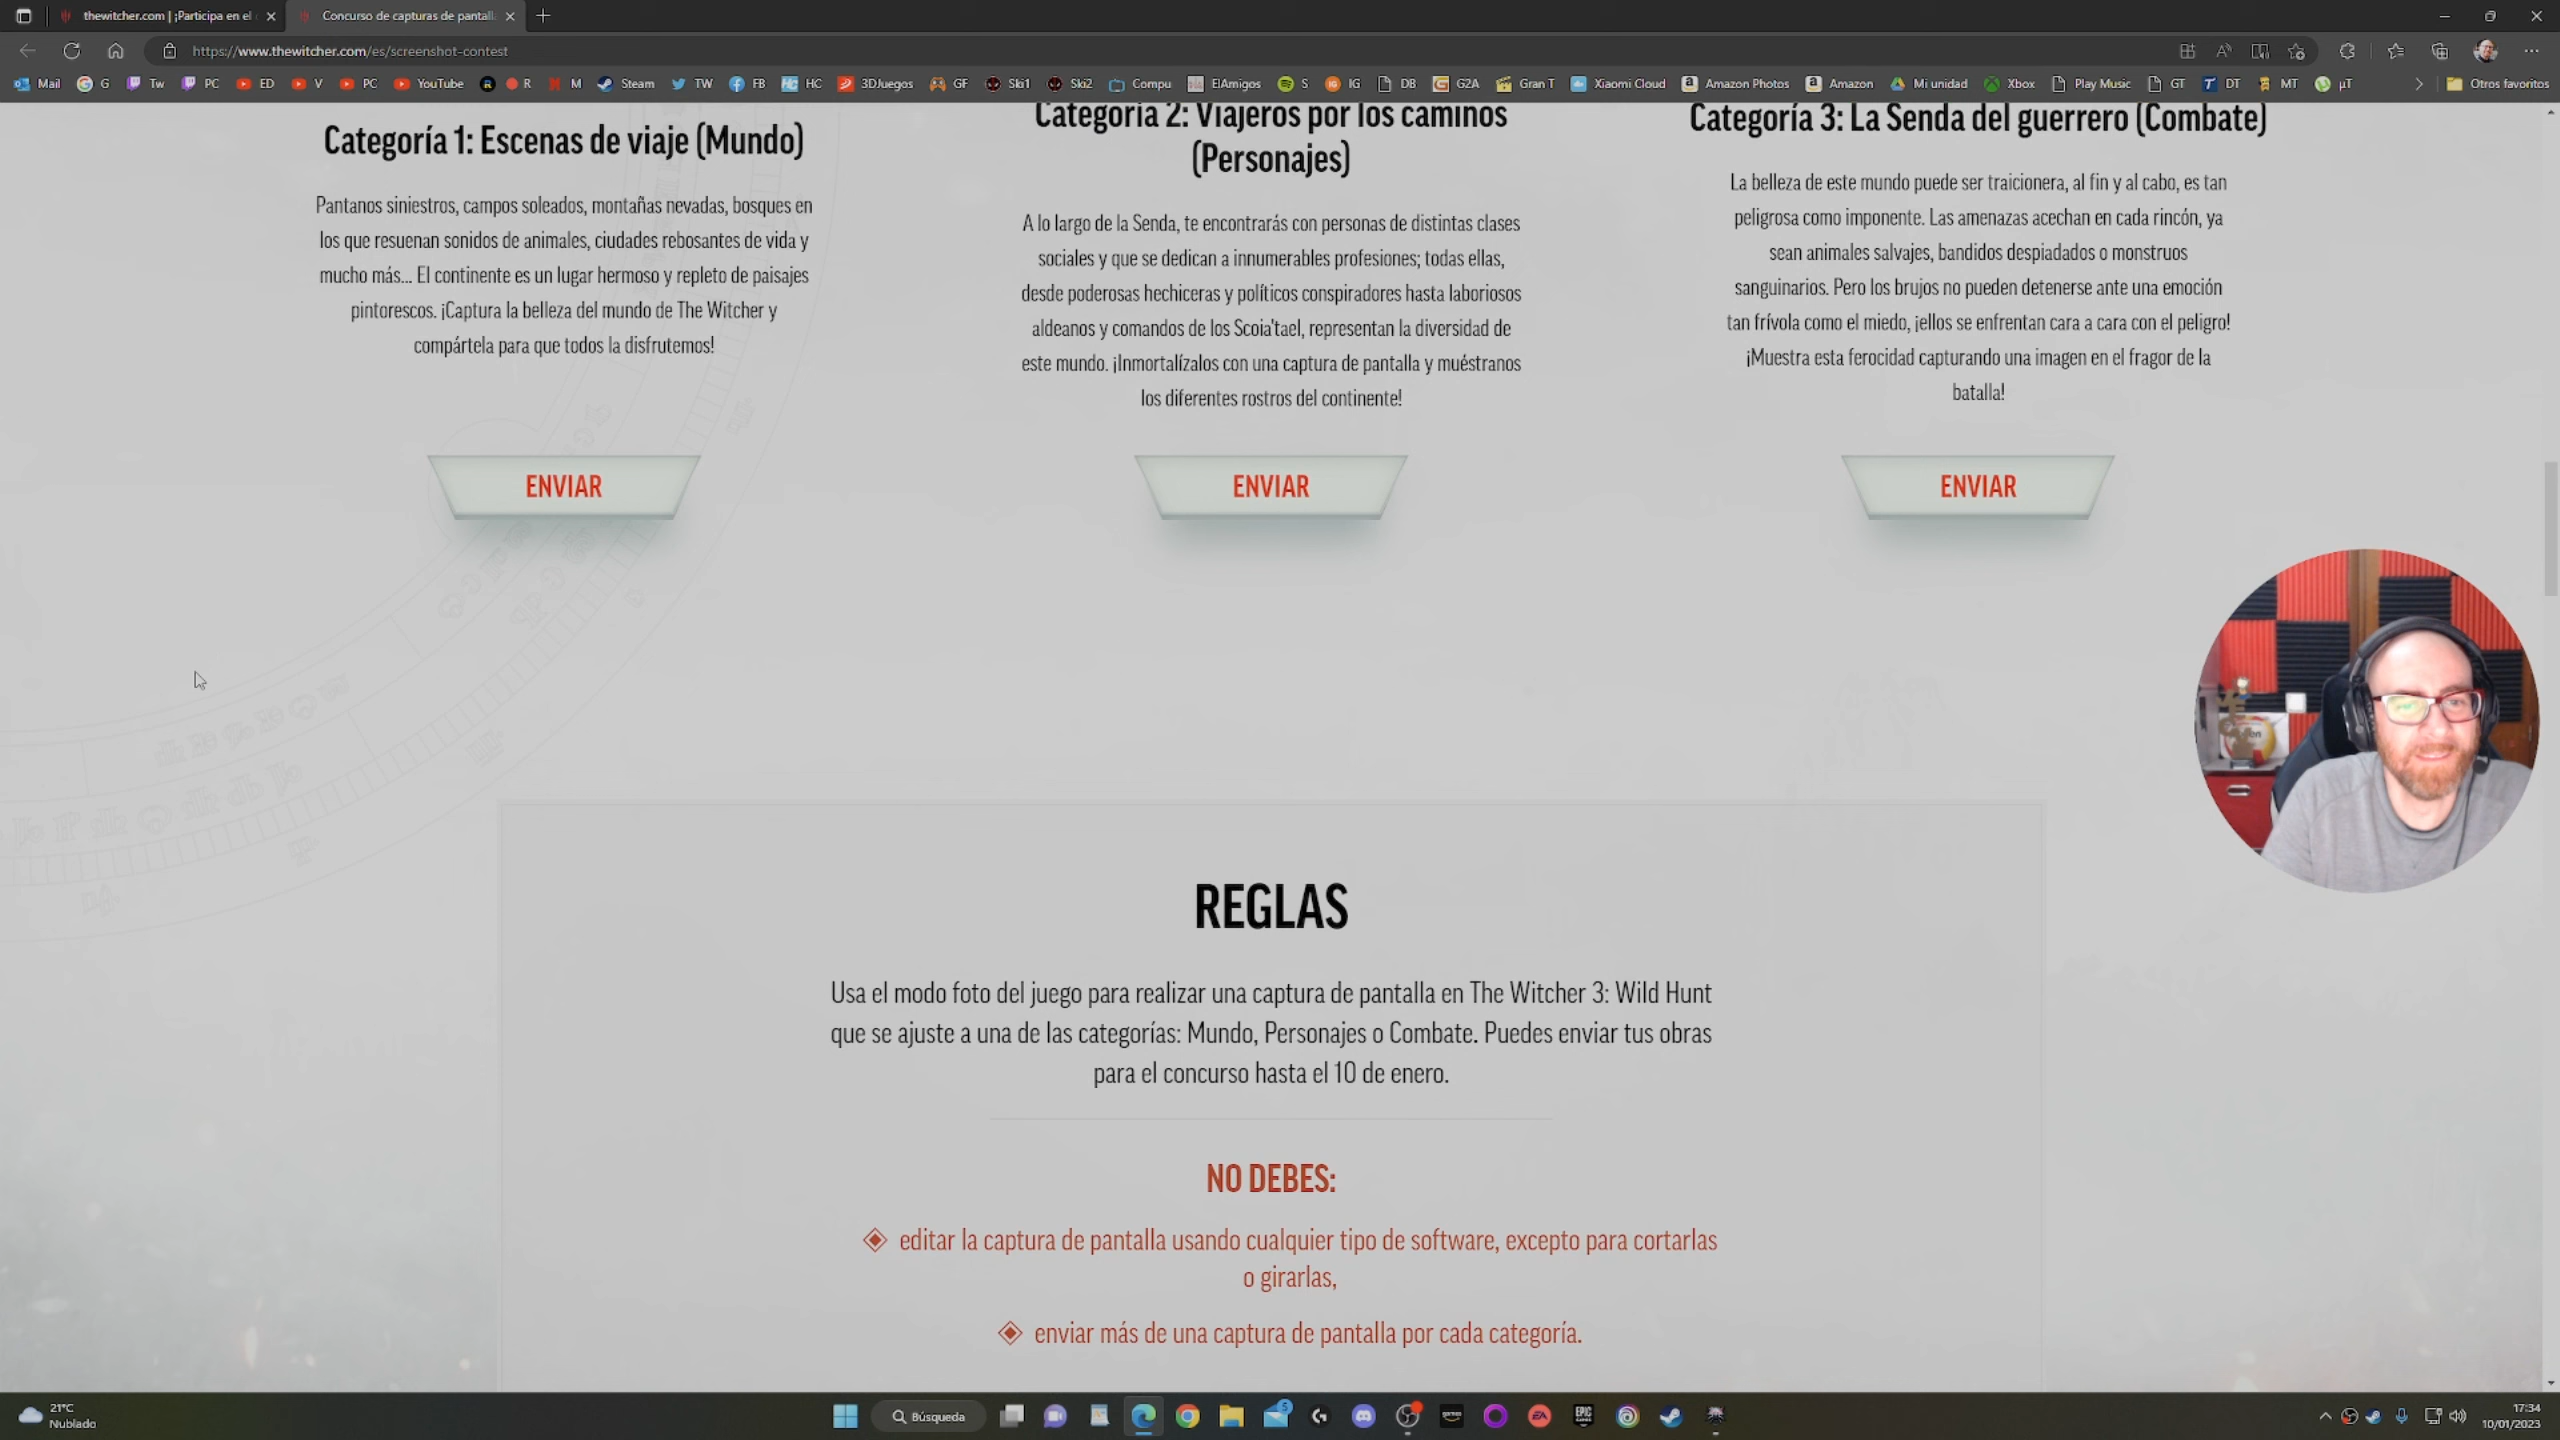 thewitcher.com | ¡Participa en el
Concurso de capturas de pantall
https://www.thewitcher.com/es/screenshot-contest
Mail G Tw PC ED V PC YouTube R M Steam TW FB HC 3DJuegos GF Ski1 Ski2 Compu ElAmigos S IG DB G2A Gran T Xiaomi Cloud Amazon Photos Amazon Mi unidad Xbox Play Music GT DT MT µT Otros favoritos
Categoría 1: Escenas de viaje (Mundo)
Pantanos siniestros, campos soleados, montañas nevadas, bosques en
los que resuenan sonidos de animales, ciudades rebosantes de vida y
mucho más... El continente es un lugar hermoso y repleto de paisajes
pintorescos. ¡Captura la belleza del mundo de The Witcher y
compártela para que todos la disfrutemos!
ENVIAR
Categoría 2: Viajeros por los caminos
(Personajes)
A lo largo de la Senda, te encontrarás con personas de distintas clases
sociales y que se dedican a innumerables profesiones; todas ellas,
desde poderosas hechiceras y políticos conspiradores hasta laboriosos
aldeanos y comandos de los Scoia'tael, representan la diversidad de
este mundo. ¡Inmortalízalos con una captura de pantalla y muéstranos
los diferentes rostros del continente!
ENVIAR
Categoría 3: La Senda del guerrero (Combate)
La belleza de este mundo puede ser traicionera, al fin y al cabo, es tan
peligrosa como imponente. Las amenazas acechan en cada rincón, ya
sean animales salvajes, bandidos despiadados o monstruos
sanguinarios. Pero los brujos no pueden detenerse ante una emoción
tan frívola como el miedo, ¡ellos se enfrentan cara a cara con el peligro!
¡Muestra esta ferocidad capturando una imagen en el fragor de la
batalla!
ENVIAR
REGLAS
Usa el modo foto del juego para realizar una captura de pantalla en The Witcher 3: Wild Hunt
que se ajuste a una de las categorías: Mundo, Personajes o Combate. Puedes enviar tus obras
para el concurso hasta el 10 de enero.
NO DEBES:
editar la captura de pantalla usando cualquier tipo de software, excepto para cortarlas
o girarlas,
enviar más de una captura de pantalla por cada categoría.
21°C
Nublado
Búsqueda
5
EA
EPIC
17:34
10/01/2023